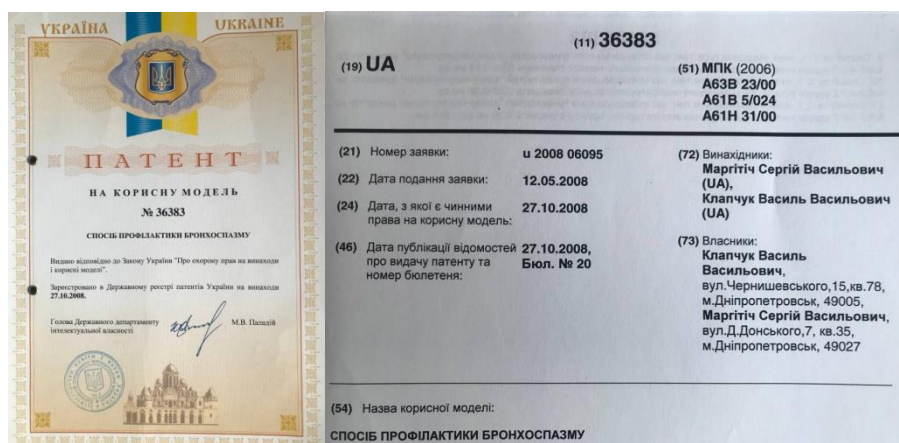 УКРАЇНА
UKRAINE
ПАТЕНТ
НА КОРИСНУ МОДЕЛЬ
№ 36383
СПОСІБ ПРОФІЛАКТИКИ БРОНХОСПАЗМУ
Видано відповідно до Закону України "Про охорону прав на винаходи
і корисні моделі".
Зареєстровано в Державному реєстрі патентів України на винаходи
27.10.2008.
Голова Державного департаменту
інтелектуальної власності
М.В. Паладій
(11) 36383
(19) UA
(51) МПК (2006)
A63B 23/00
A61B 5/024
A61H 31/00
(21) Номер заявки: u 2008 06095
(22) Дата подання заявки: 12.05.2008
(24) Дата, з якої є чинними
права на корисну модель: 27.10.2008
(46) Дата публікації відомостей 27.10.2008,
про видачу патенту та Бюл. № 20
номер бюлетеня:
(72) Винахідники:
Маргітіч Сергій Васильович
(UA),
Клапчук Василь Васильович
(UA)
(73) Власники:
Клапчук Василь
Васильович,
вул.Чернишевського,15,кв.78,
м.Дніпропетровськ, 49005,
Маргітіч Сергій Васильович,
вул.Д.Донського,7, кв.35,
м.Дніпропетровськ, 49027
(54) Назва корисної моделі:
СПОСІБ ПРОФІЛАКТИКИ БРОНХОСПАЗМУ